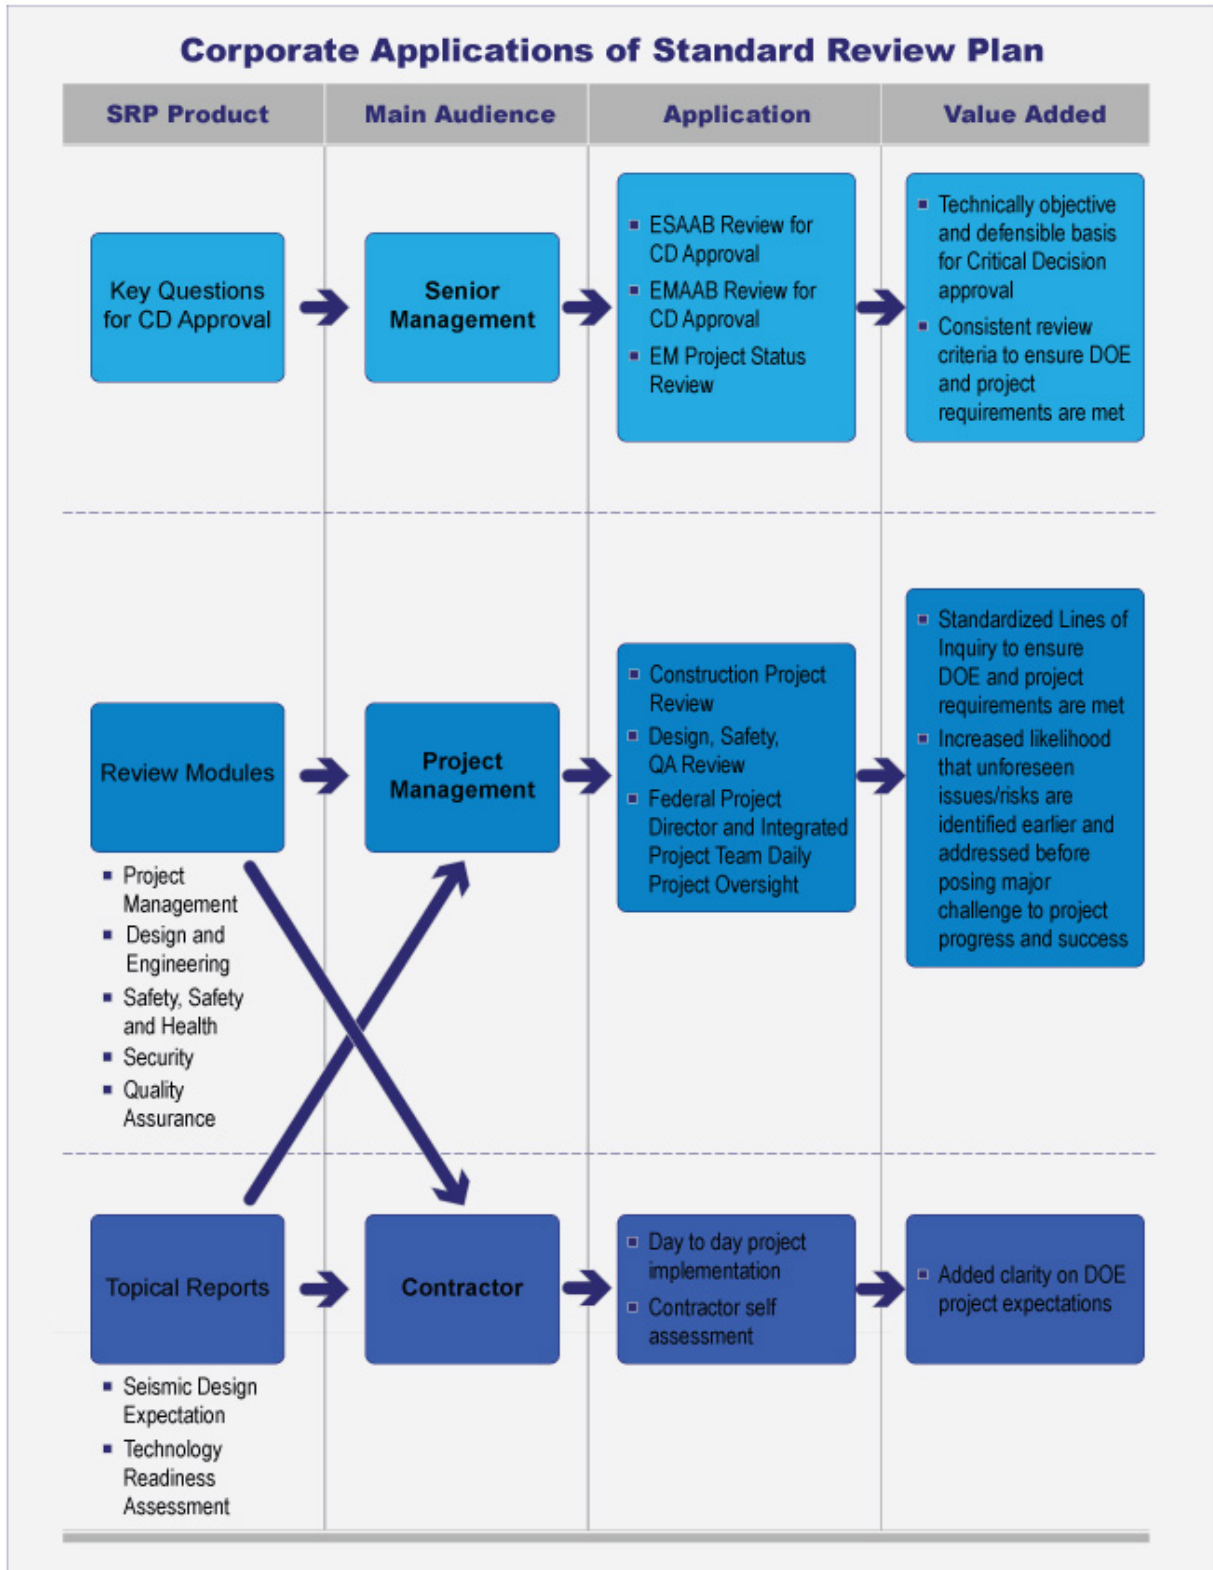 Corporate Applications of Standard Review Plan
SRP Product
Main Audience
Application
Value Added
Key Questions
for CD Approval
Senior
Management
ESAAB Review for
CD Approval
EMAAB Review for
CD Approval
EM Project Status
Review
Technically objective
and defensible basis
for Critical Decision
approval
Consistent review
criteria to ensure DOE
and project
requirements are met
Review Modules
Project
Management
Design and
Engineering
Safety, Safety
and Health
Security
Quality
Assurance
Project
Management
Construction Project
Review
Design, Safety,
QA Review
Federal Project
Director and Integrated
Project Team Daily
Project Oversight
Standardized Lines of
Inquiry to ensure
DOE and project
requirements are met
Increased likelihood
that unforeseen
issues/risks are
identified earlier and
addressed before
posing major
challenge to project
progress and success
Topical Reports
Seismic Design
Expectation
Technology
Readiness
Assessment
Contractor
Day to day project
implementation
Contractor self
assessment
Added clarity on DOE
project expectations